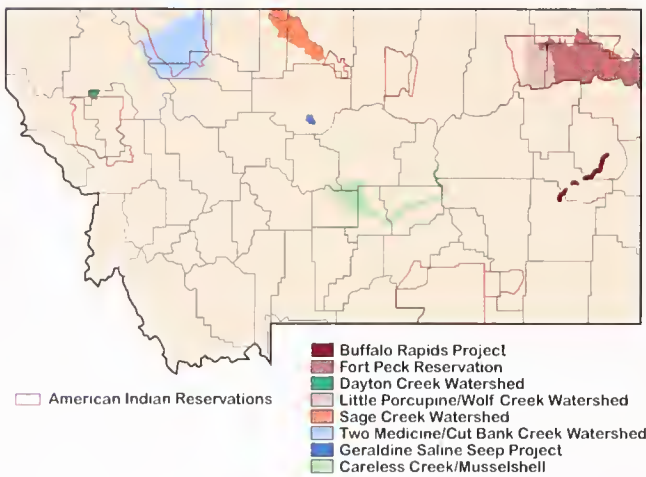 Buffalo Rapids Project
Fort Peck Reservation
Dayton Creek Watershed
American Indian Reservations
Little Porcupine/Wolf Creek Watershed
Sage Creek Watershed
Two Medicine/Cut Bank Creek Watershed
Geraldine Saline Seep Project
Careless Creek/Musselshell